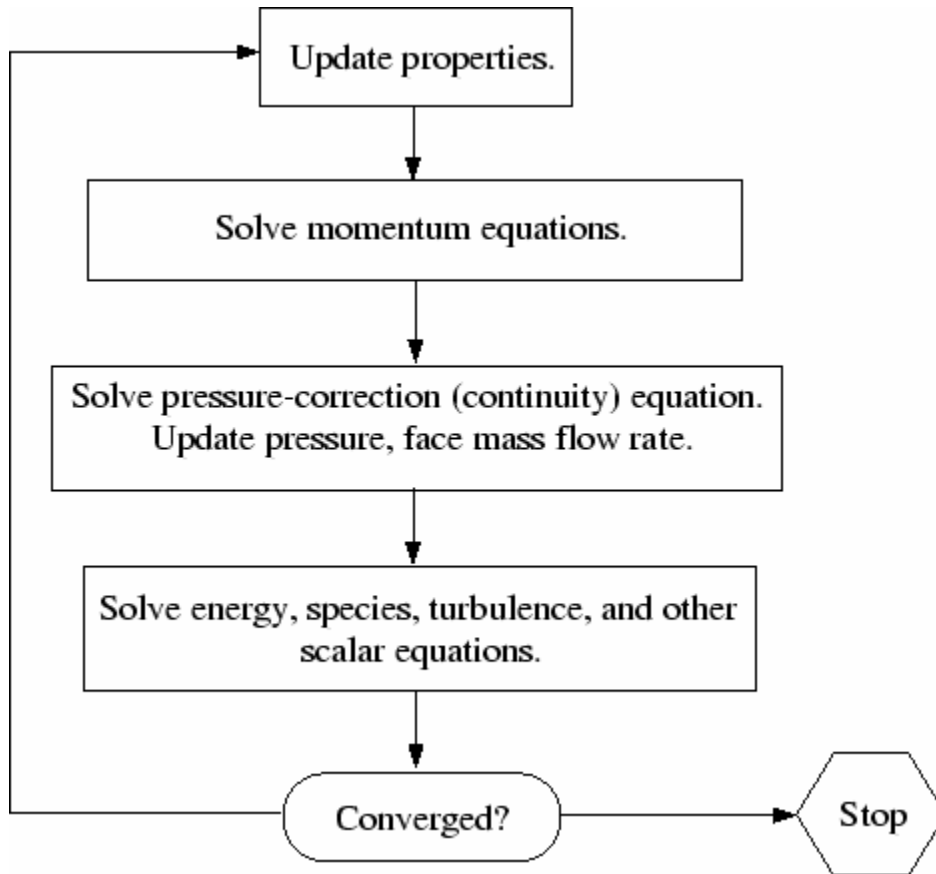 Update properties.
Solve momentum equations.
Solve pressure-correction (continuity) equation.
Update pressure, face mass flow rate.
Solve energy, species, turbulence, and other
scalar equations.
Converged?
Stop